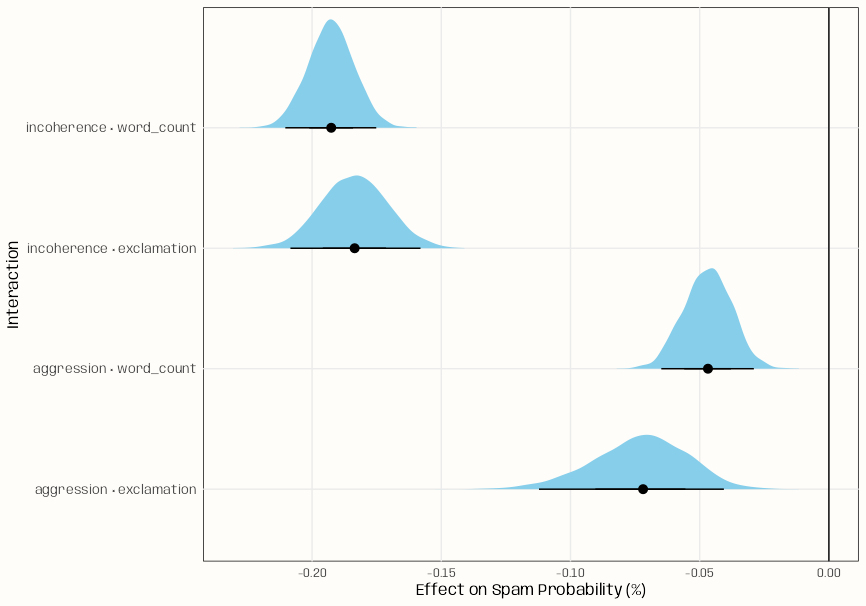 incoherence · word_count
incoherence · exclamation
aggression · word_count
aggression · exclamation
Interaction
-0.20 -0.15 -0.10 -0.05 0.00
Effect on Spam Probability (%)